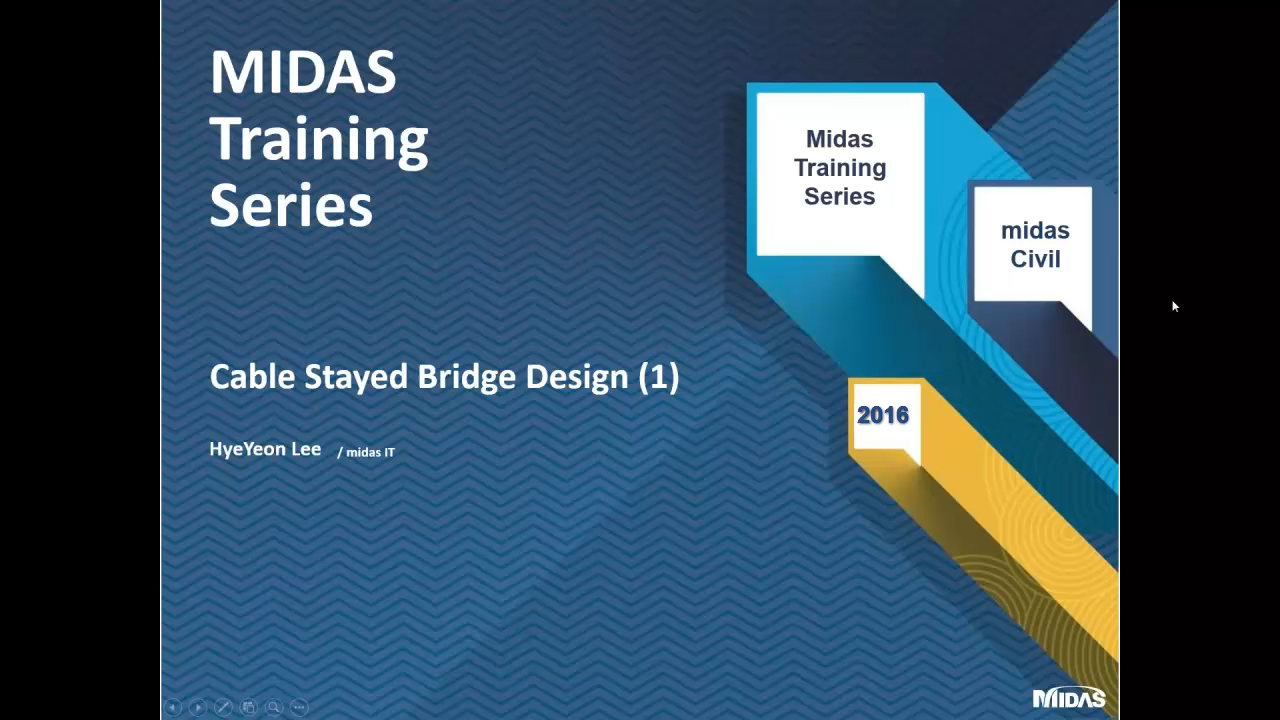 MIDAS
Training
Series
Midas
Training
Series
midas
Civil
Cable Stayed Bridge Design (1)
2016
HyeYeon Lee / midas IT
MIDAS